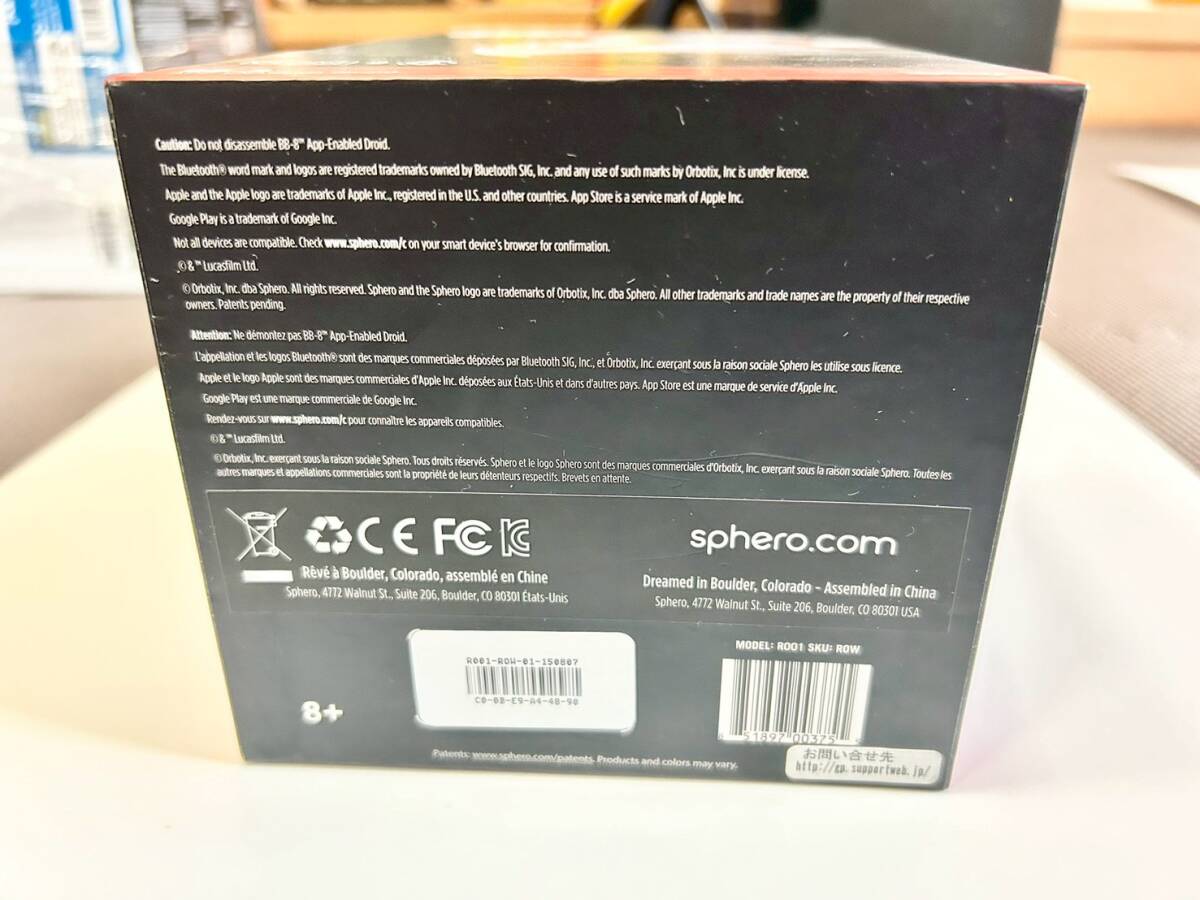 Caution: Do not disassemble BB-8™ App-Enabled Droid.
The Bluetooth® word mark and logos are registered trademarks owned by Bluetooth SIG, Inc. and any use of such marks by Orbotix, Inc is under license.
Apple and the Apple logo are trademarks of Apple Inc., registered in the U.S. and other countries. App Store is a service mark of Apple Inc.
Google Play is a trademark of Google Inc.
Not all devices are compatible. Check www.sphero.com/c on your smart device's browser for confirmation.
© & ™ Lucasfilm Ltd.
© Orbotix, Inc. dba Sphero. All rights reserved. Sphero and the Sphero logo are trademarks of Orbotix, Inc. dba Sphero. All other trademarks and trade names are the property of their respective
owners. Patents pending.
Attention: Ne démontez pas BB-8™ App-Enabled Droid.
L'appellation et les logos Bluetooth® sont des marques commerciales déposées par Bluetooth SIG, Inc., et Orbotix, Inc. exerçant sous la raison sociale Sphero les utilise sous licence.
Apple et le logo Apple sont des marques commerciales d'Apple Inc. déposées aux États-Unis et dans d'autres pays. App Store est une marque de service d'Apple Inc.
Google Play est une marque commerciale de Google Inc.
Rendez-vous sur www.sphero.com/c pour connaître les appareils compatibles.
© & ™ Lucasfilm Ltd.
© Orbotix, Inc. exerçant sous la raison sociale Sphero. Tous droits réservés. Sphero et le logo Sphero sont des marques commerciales d'Orbotix, Inc. exerçant sous la raison sociale Sphero. Toutes les
autres marques et appellations commerciales sont la propriété de leurs détenteurs respectifs. Brevets en attente.
CE FC
sphero.com
Rêvé à Boulder, Colorado, assemblé en Chine
Sphero, 4772 Walnut St., Suite 206, Boulder, CO 80301 États-Unis
Dreamed in Boulder, Colorado - Assembled in China
Sphero, 4772 Walnut St., Suite 206, Boulder, CO 80301 USA
MODEL: R001 SKU: ROW
R001-ROW-01-150807
C0-0B-E9-A4-48-90
8+
51897 00375
お問い合せ先
http://gp.supportweb.jp/
Patents: www.sphero.com/patents. Products and colors may vary.